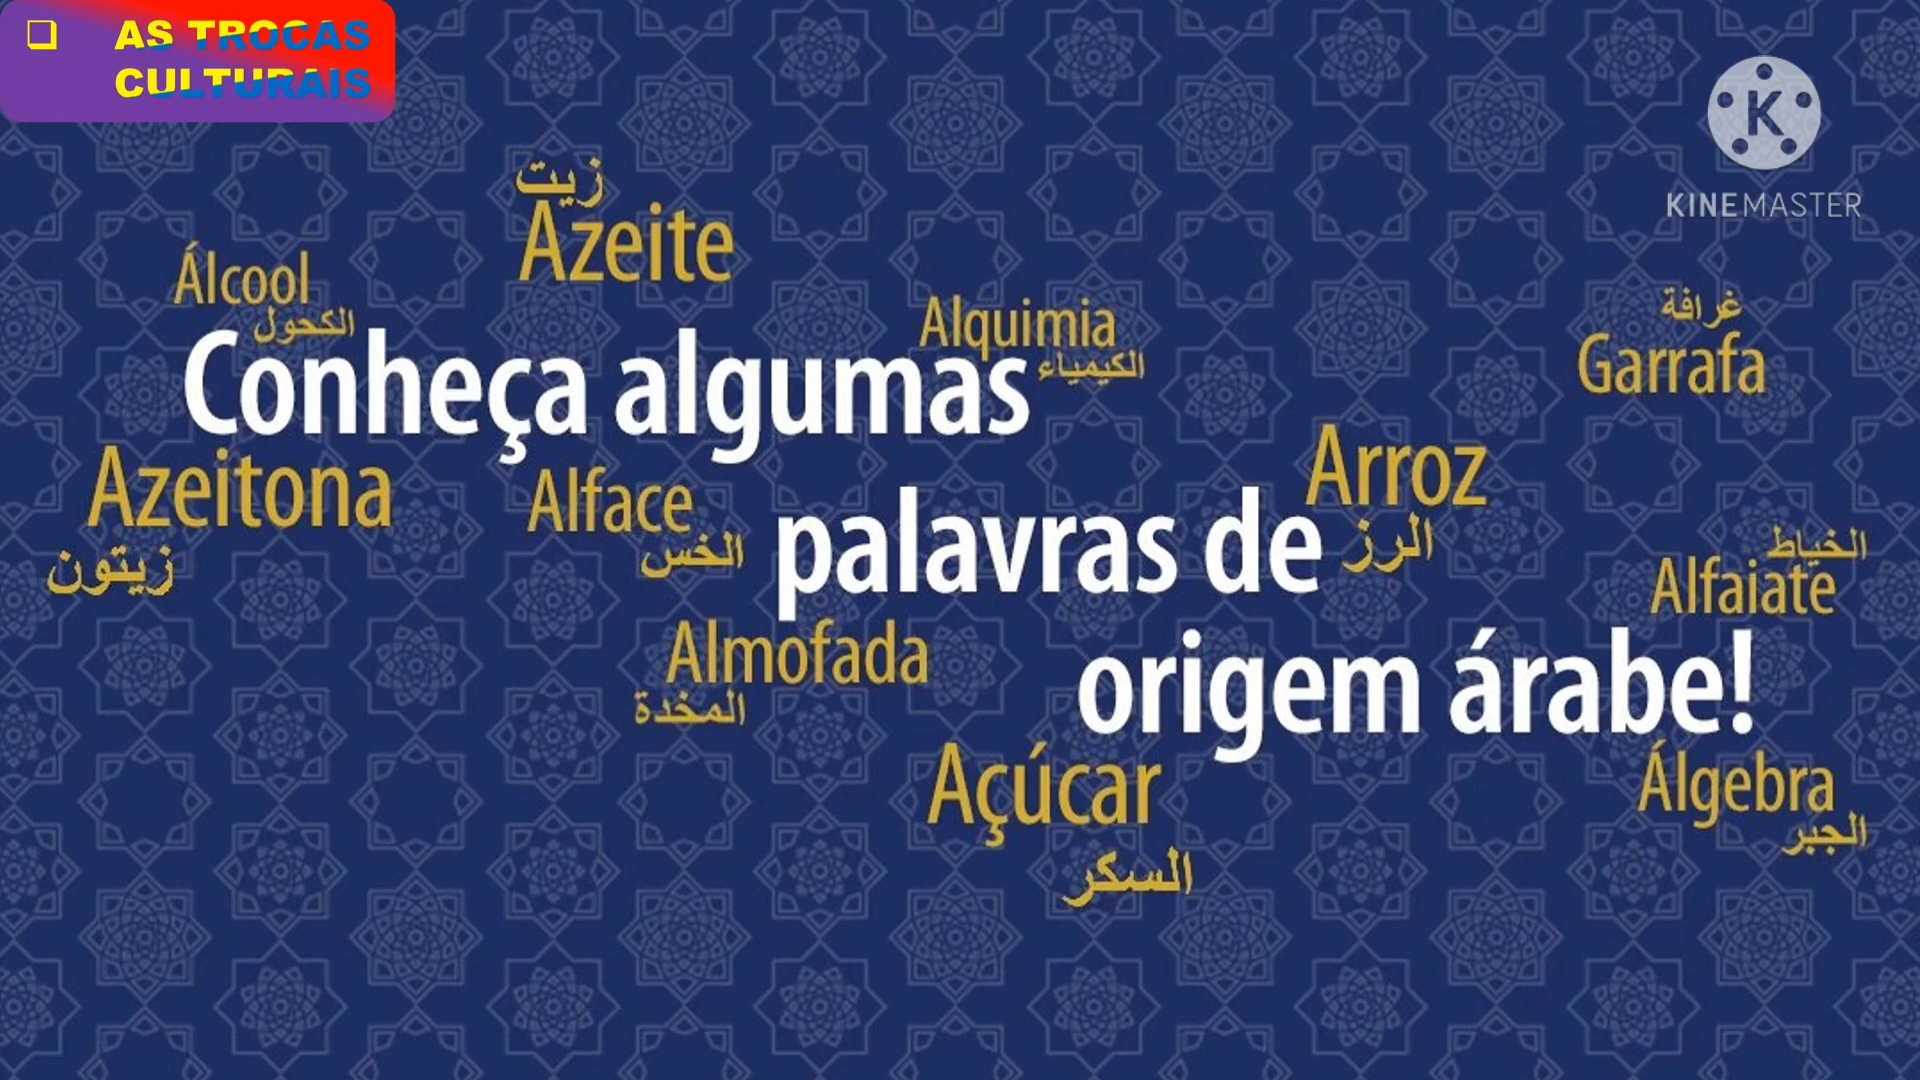 ❑ AS TROCAS
CULTURAIS
K
KINEMASTER
زيت
Azeite
Álcool
الكحول
Alquimia
الكيمياء
غرافة
Garrafa
Conheça algumas
Azeitona
زيتون
Alface
الخس
Arroz
الرز
palavras de
الخياط
Alfaiate
Almofada
المخدة
origem árabe!
Açúcar
السكر
Álgebra
الجبر